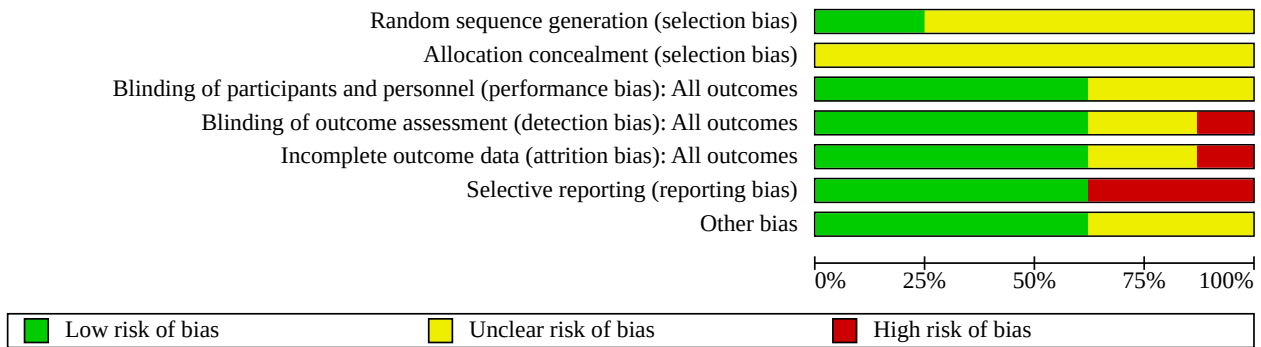 Random sequence generation (selection bias)
Allocation concealment (selection bias)
Blinding of participants and personnel (performance bias): All outcomes
Blinding of outcome assessment (detection bias): All outcomes
Incomplete outcome data (attrition bias): All outcomes
Selective reporting (reporting bias)
Other bias
0% 25% 50% 75% 100%
Low risk of bias Unclear risk of bias High risk of bias